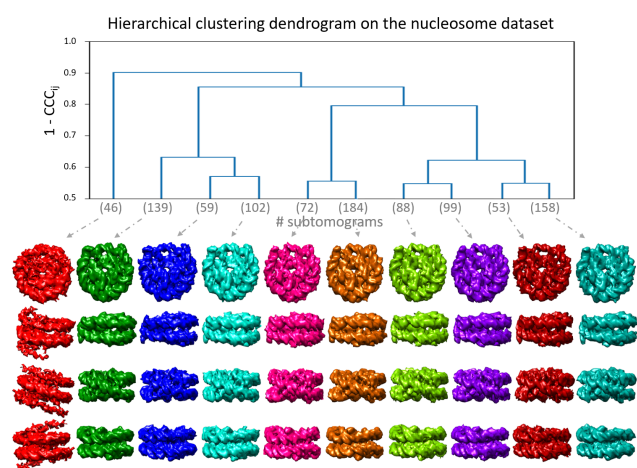 Hierarchical clustering dendrogram on the nucleosome dataset
1.0
0.9
0.8
0.7
0.6
0.5
1 - CCCij
(46) (139) (59) (102) (72) (184) (88) (99) (53) (158)
# subtomograms